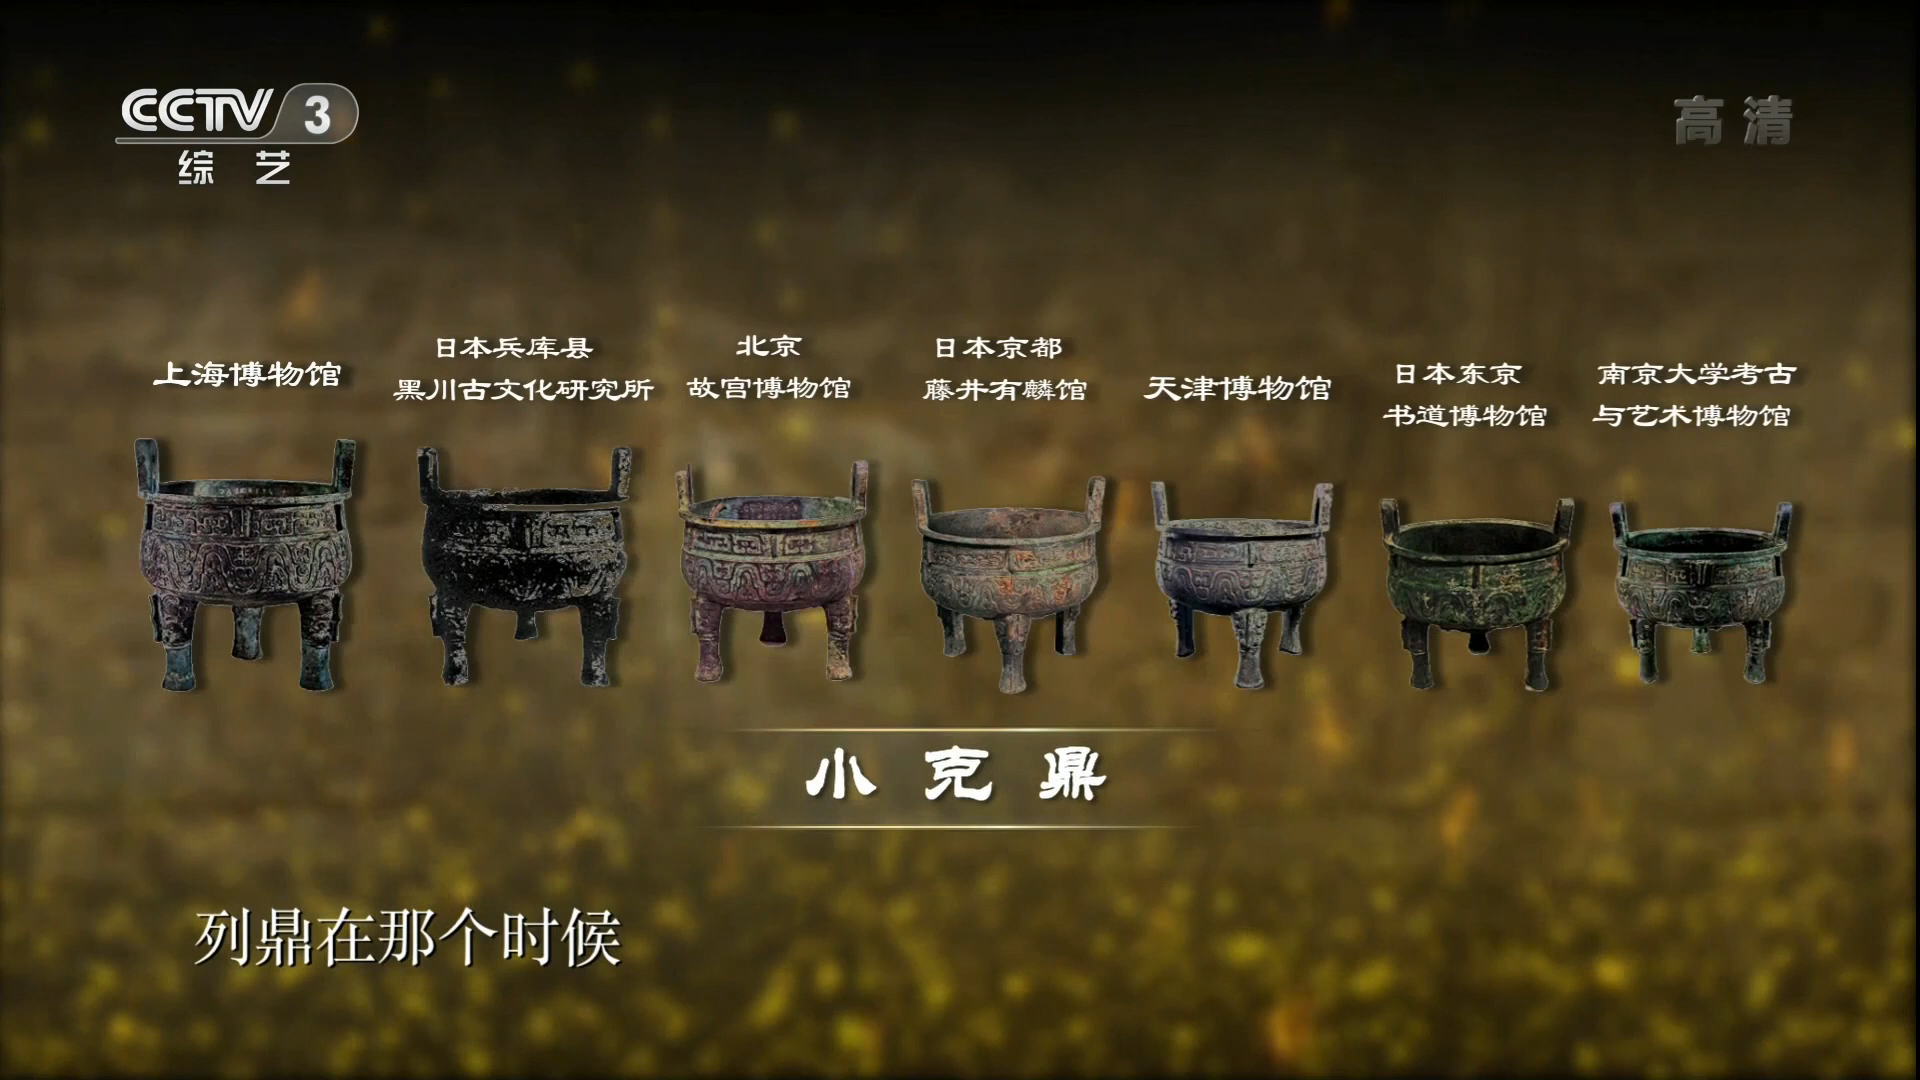 CCTV 3
综艺
高清
上海博物馆
日本兵库县
黑川古文化研究所
北京
故宫博物馆
日本京都
藤井有麟馆
天津博物馆
日本东京
书道博物馆
南京大学考古
与艺术博物馆
小克鼎
列鼎在那个时候